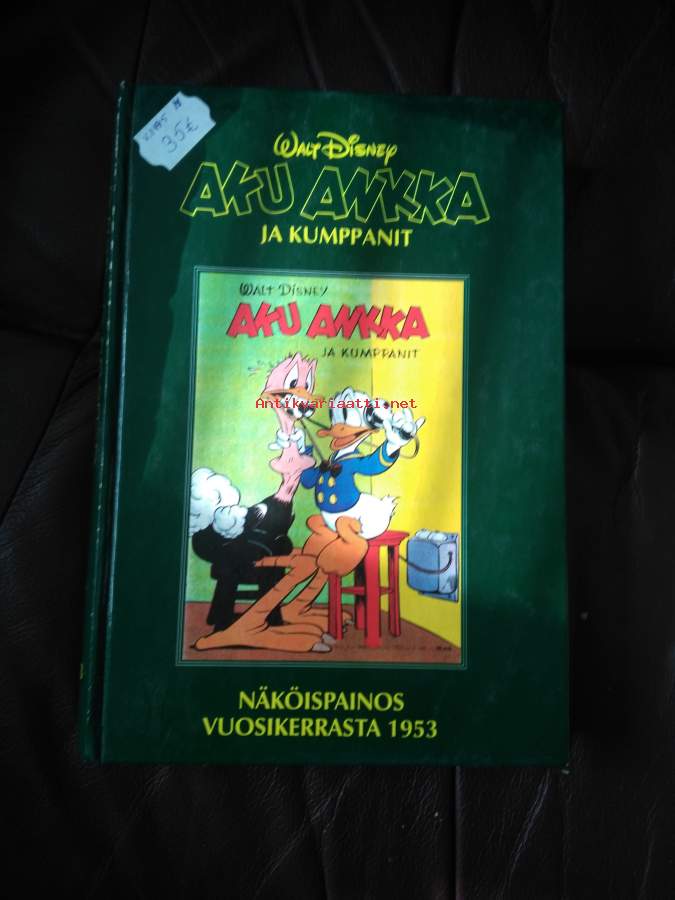 35€
WALT DISNEY
AKU ANKKA
JA KUMPPANIT
WALT DISNEY
AKU ANKKA
JA KUMPPANIT
Antikvariaatti.net
NÄKÖISPAINOS
VUOSIKERRASTA 1953